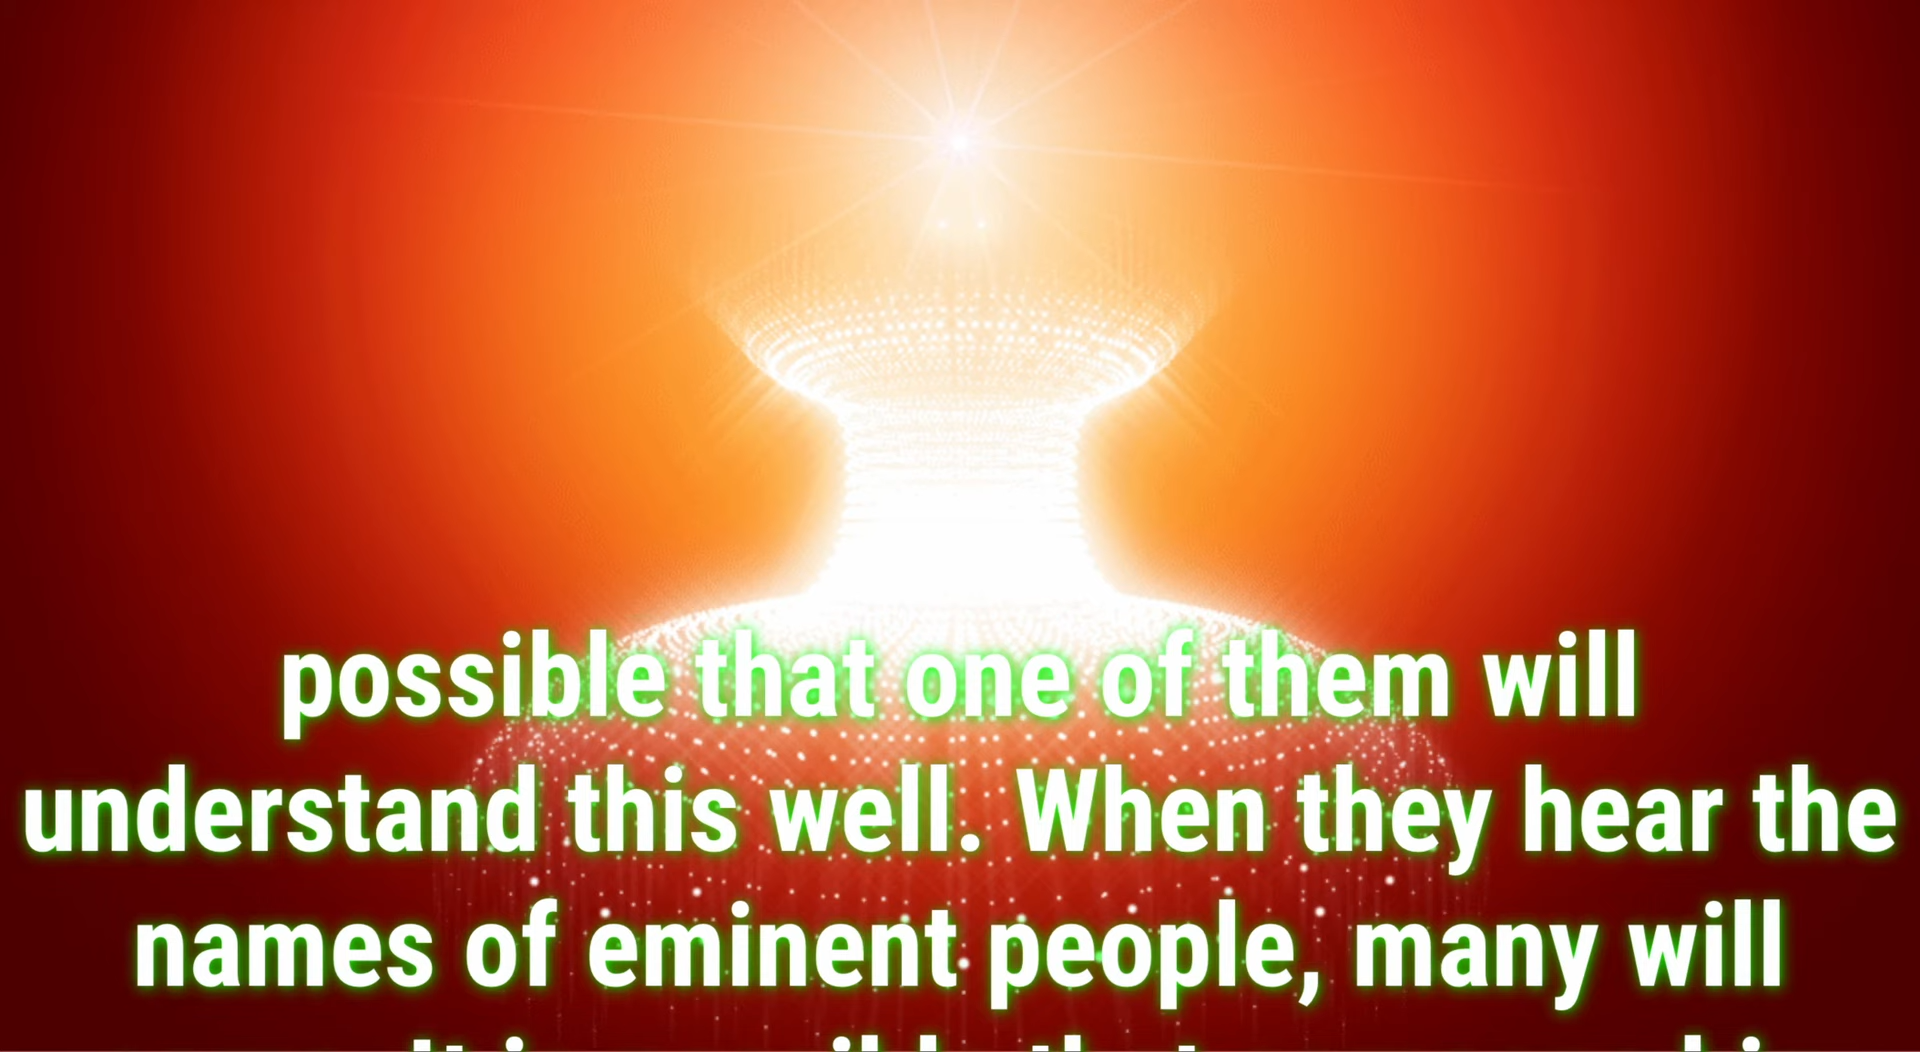 possible that one of them will
understand this well. When they hear the
names of eminent people, many will